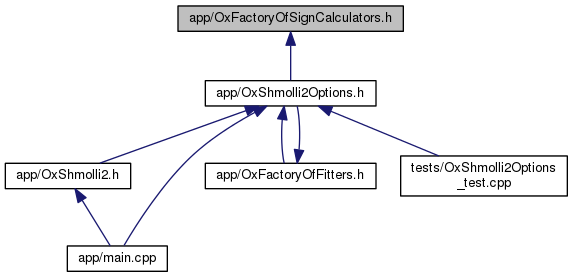 app/OxFactoryOfSignCalculators.h
app/OxShmolli2Options.h
app/OxShmolli2.h
app/OxFactoryOfFitters.h
tests/OxShmolli2Options
_test.cpp
app/main.cpp